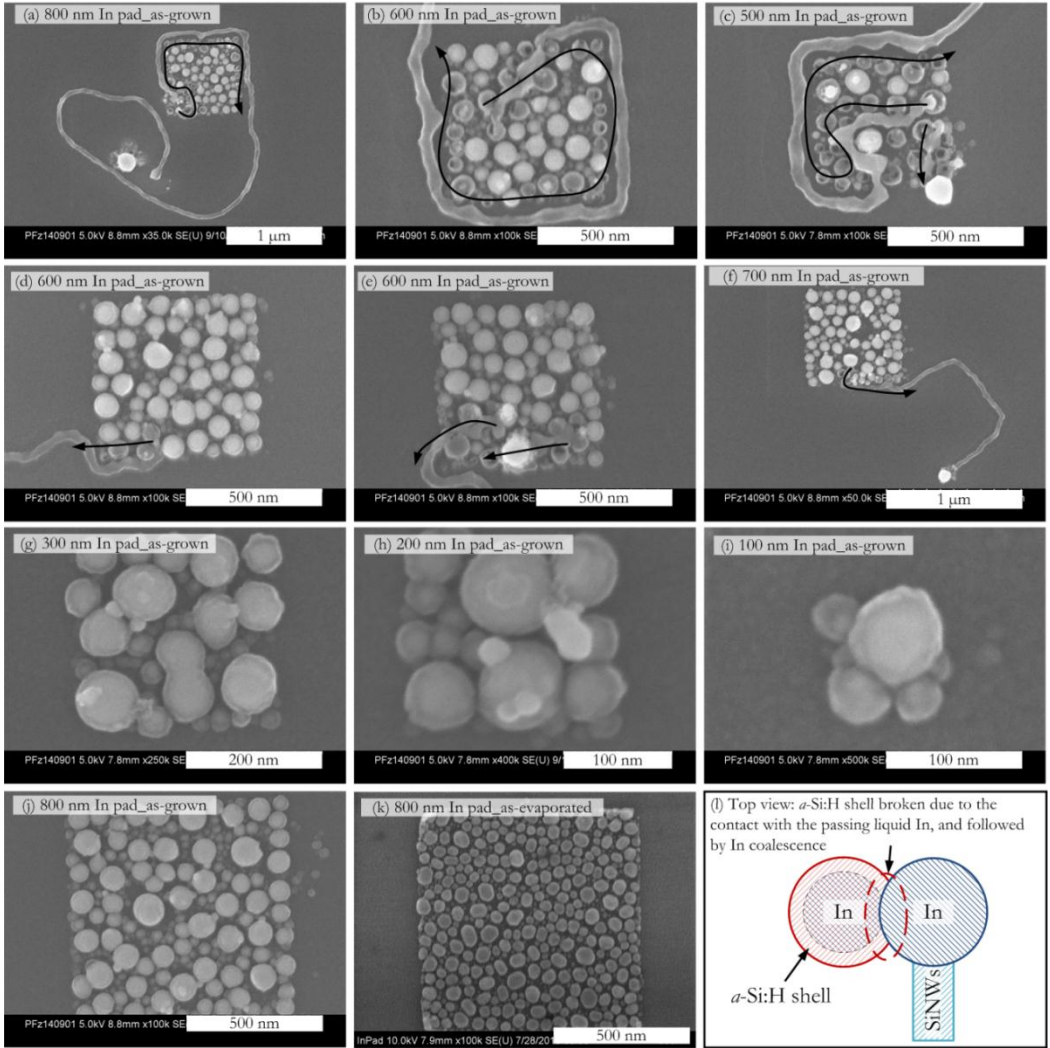 (a) 800 nm In pad_as-grown
PFz140901 5.0kV 8.8mm x35.0k SE(U) 9/10
1 µm
(b) 600 nm In pad_as-grown
PFz140901 5.0kV 8.8mm x100k SE
500 nm
(c) 500 nm In pad_as-grown
PFz140901 5.0kV 7.8mm x100k SE
500 nm
(d) 600 nm In pad_as-grown
PFz140901 5.0kV 8.8mm x100k SE
500 nm
(e) 600 nm In pad_as-grown
PFz140901 5.0kV 8.8mm x100k SE
500 nm
(f) 700 nm In pad_as-grown
PFz140901 5.0kV 8.8mm x50.0k SE
1 µm
(g) 300 nm In pad_as-grown
PFz140901 5.0kV 7.8mm x250k SE
200 nm
(h) 200 nm In pad_as-grown
PFz140901 5.0kV 7.8mm x400k SE(U) 9/
100 nm
(i) 100 nm In pad_as-grown
PFz140901 5.0kV 7.8mm x500k SE
100 nm
(j) 800 nm In pad_as-grown
PFz140901 5.0kV 8.8mm x100k SE
500 nm
(k) 800 nm In pad_as-evaporated
InPad 10.0kV 7.9mm x100k SE(U) 7/28/20
500 nm
(l) Top view: a-Si:H shell broken due to the
contact with the passing liquid In, and followed
by In coalescence
In
In
a-Si:H shell
SiNWs